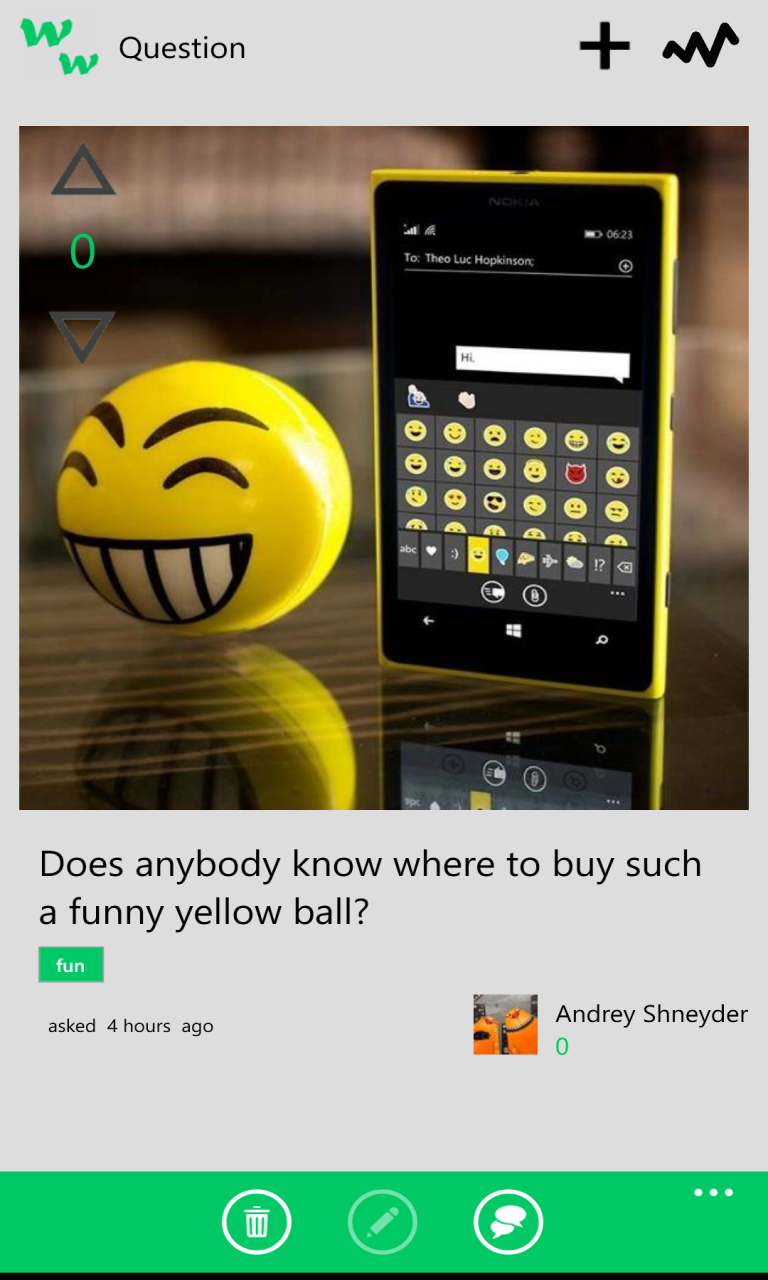 W
W
Question
0
NOKIA
06:23
To: Theo Luc Hopkinson;
Hi.
abc
:)
!?
Does anybody know where to buy such
a funny yellow ball?
fun
asked 4 hours ago
Andrey Shneyder
0